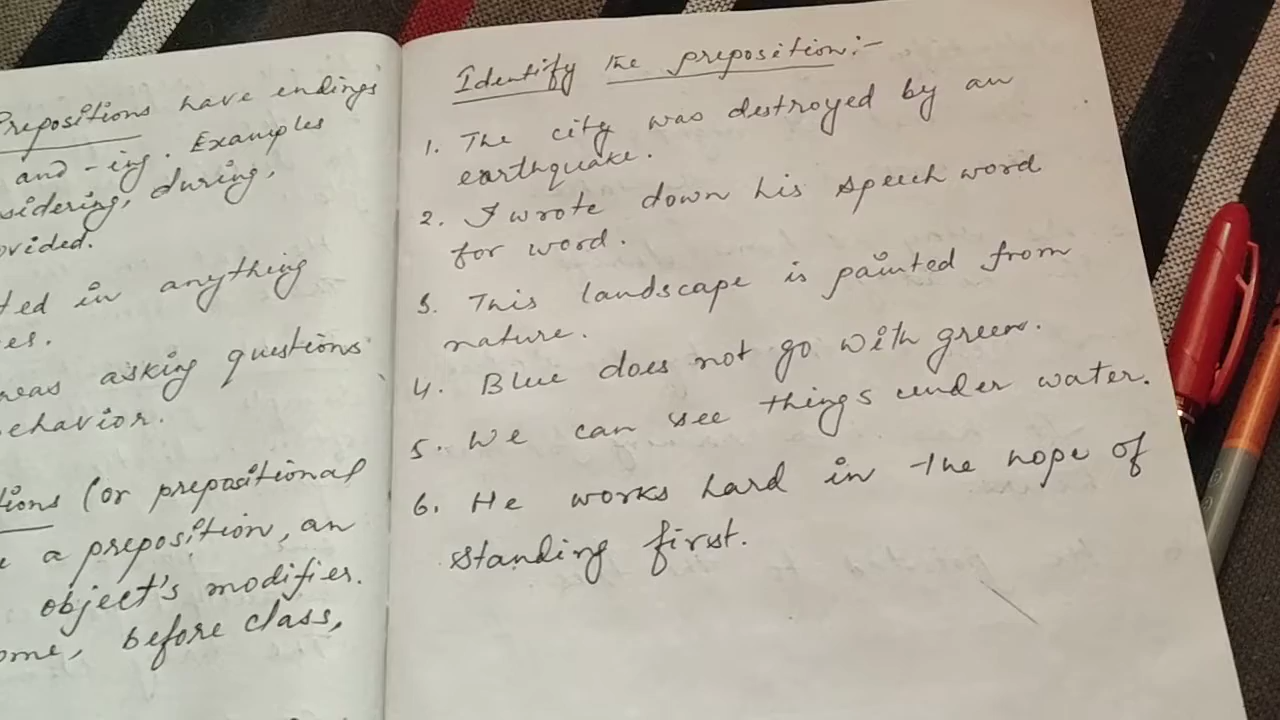 Prepositions have endings
and -ing. Examples
sidering, during,
ovided.
ted in anything
es.
reas asking questions
ehavior.
tions (or prepositional
a preposition, an
object's modifier.
ome, before class,
Identify the preposition:-
1. The city was destroyed by an
earthquake.
2. I wrote down his speech word
for word.
3. This landscape is painted from
nature.
4. Blue does not go with green.
5. We can see things under water.
6. He works hard in the hope of
standing first.